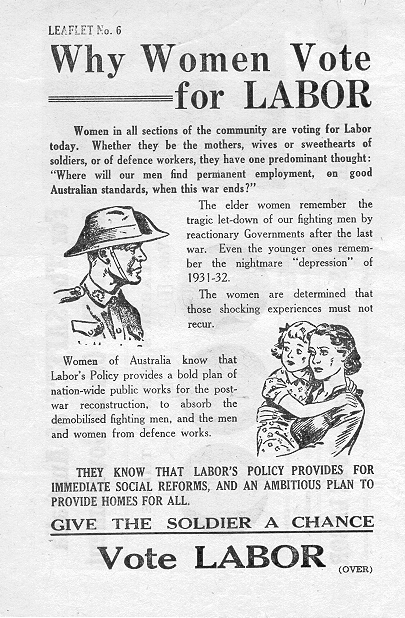 LEAFLET No. 6
Why Women Vote
for LABOR
Women in all sections of the community are voting for Labor
today. Whether they be the mothers, wives or sweethearts of
soldiers, or of defence workers, they have one predominant thought:
"Where will our men find permanent employment, on good
Australian standards, when this war ends?"
The elder women remember the
tragic let-down of our fighting men by
reactionary Governments after the last
war. Even the younger ones remem-
ber the nightmare "depression" of
1931-32.
The women are determined that
those shocking experiences must not
recur.
Women of Australia know that
Labor's Policy provides a bold plan of
nation-wide public works for the post-
war reconstruction, to absorb the
demobilised fighting men, and the men
and women from defence works.
THEY KNOW THAT LABOR'S POLICY PROVIDES FOR
IMMEDIATE SOCIAL REFORMS, AND AN AMBITIOUS PLAN TO
PROVIDE HOMES FOR ALL.
GIVE THE SOLDIER A CHANCE
Vote LABOR
(OVER)